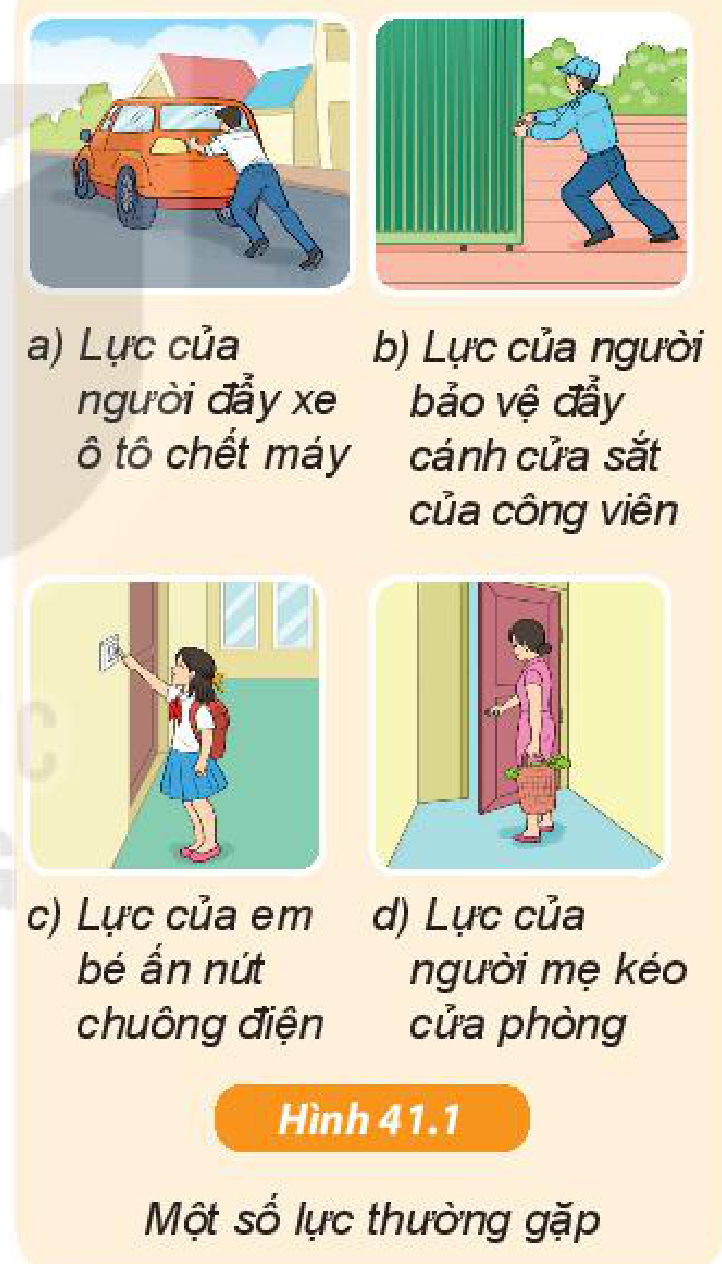 a) Lực của
người đẩy xe
ô tô chết máy
b) Lực của người
bảo vệ đẩy
cánh cửa sắt
của công viên
c) Lực của em
bé ấn nút
chuông điện
d) Lực của
người mẹ kéo
cửa phòng
Hình 41.1
Một số lực thường gặp